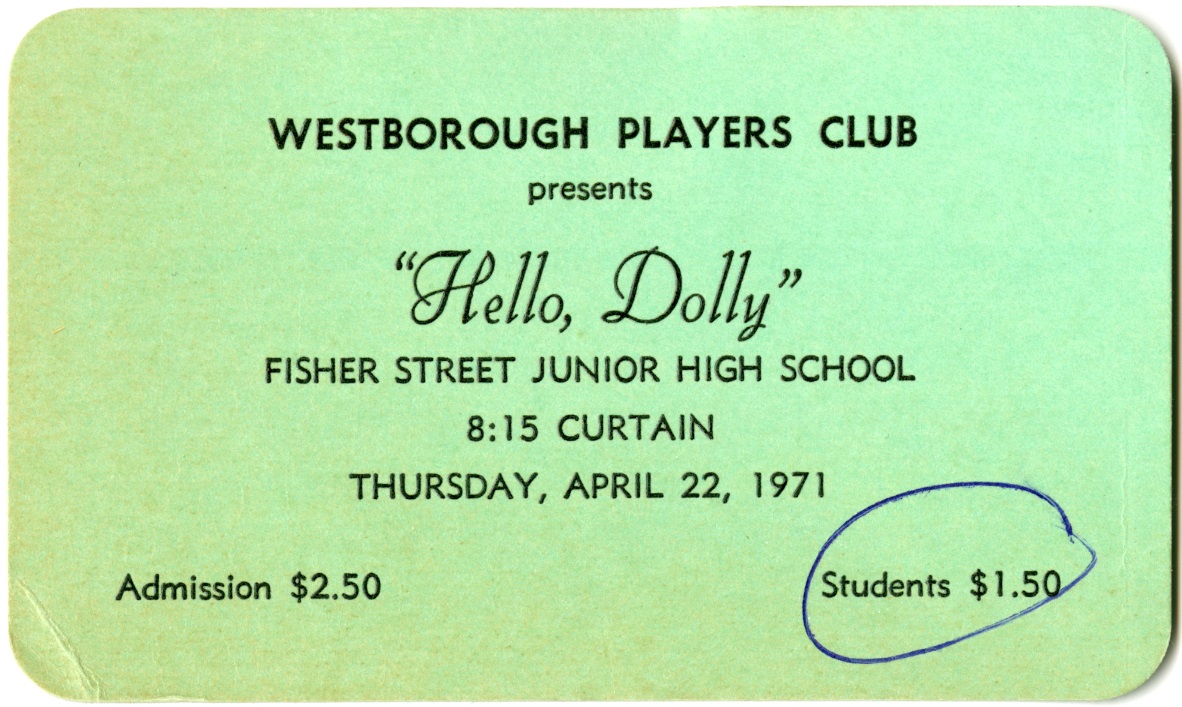 WESTBOROUGH PLAYERS CLUB
presents
“Hello, Dolly”
FISHER STREET JUNIOR HIGH SCHOOL
8:15 CURTAIN
THURSDAY, APRIL 22, 1971
Admission $2.50 Students $1.50